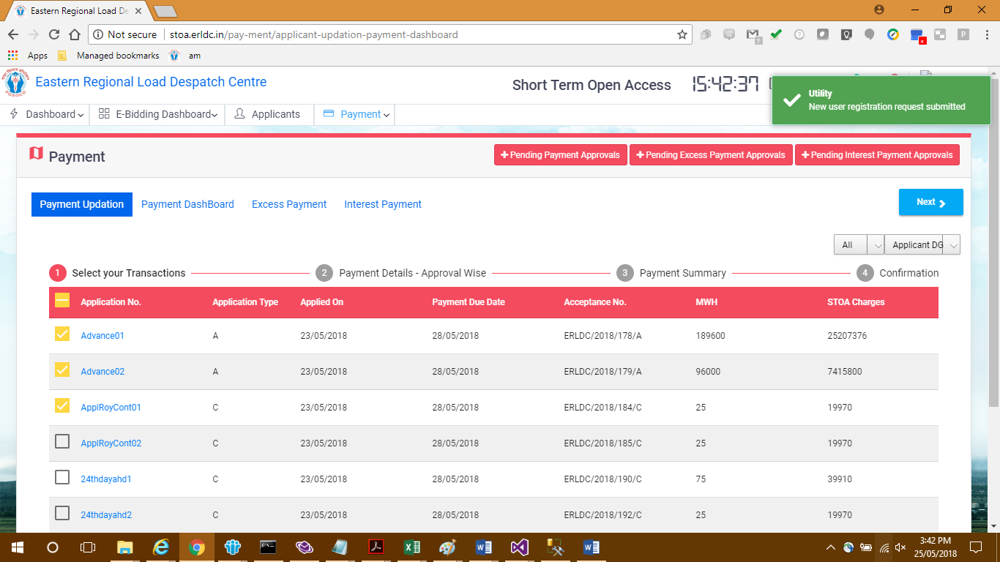 Eastern Regional Load De
Not secure | stoa.erldc.in/pay-ment/applicant-updation-payment-dashboard
Apps Managed bookmarks am
POSOCO
Eastern Regional Load Despatch Centre
Short Term Open Access 15:42:37
Utility
New user registration request submitted
Dashboard E-Bidding Dashboard Applicants Payment
Payment
Pending Payment Approvals Pending Excess Payment Approvals Pending Interest Payment Approvals
Payment Updation Payment DashBoard Excess Payment Interest Payment Next
All Applicant DG
1 Select your Transactions 2 Payment Details - Approval Wise 3 Payment Summary 4 Confirmation
Application No. Application Type Applied On Payment Due Date Acceptance No. MWH STOA Charges
Advance01 A 23/05/2018 28/05/2018 ERLDC/2018/178/A 189600 25207376
Advance02 A 23/05/2018 28/05/2018 ERLDC/2018/179/A 96000 7415800
ApplRoyCont01 C 23/05/2018 28/05/2018 ERLDC/2018/184/C 25 19970
ApplRoyCont02 C 23/05/2018 28/05/2018 ERLDC/2018/185/C 25 19970
24thdayahd1 C 23/05/2018 28/05/2018 ERLDC/2018/190/C 75 39910
24thdayahd2 C 23/05/2018 28/05/2018 ERLDC/2018/192/C 25 19970
3:42 PM
25/05/2018